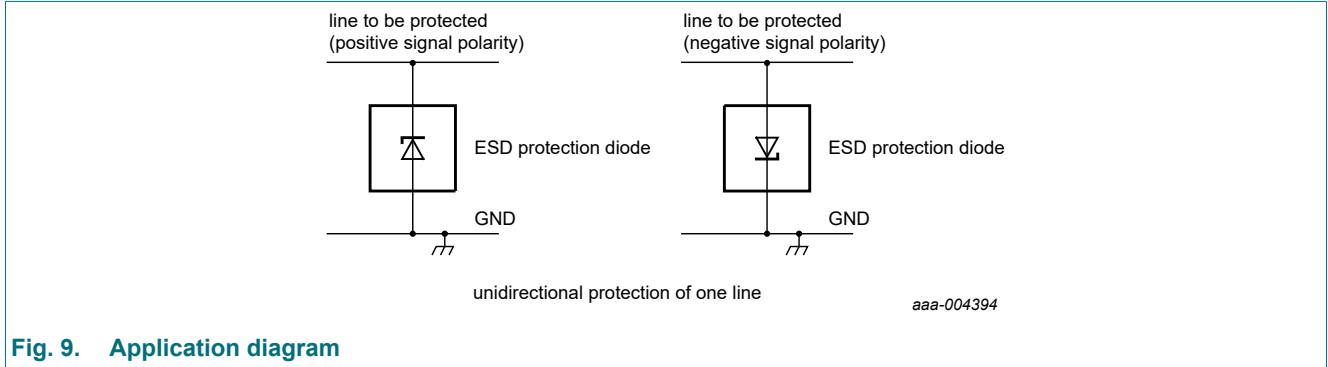 line to be protected
(positive signal polarity)
ESD protection diode
GND
line to be protected
(negative signal polarity)
ESD protection diode
GND
unidirectional protection of one line
aaa-004394
Fig. 9. Application diagram